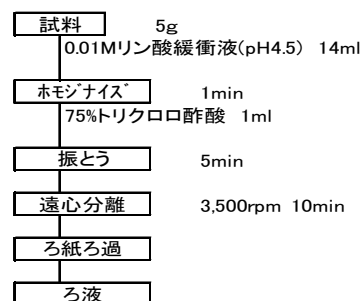 試料 5g
0.01Mリン酸緩衝液(pH4.5) 14ml
ホモジナイズ 1min
75%トリクロロ酢酸 1ml
振とう 5min
遠心分離 3,500rpm 10min
ろ紙ろ過
ろ液